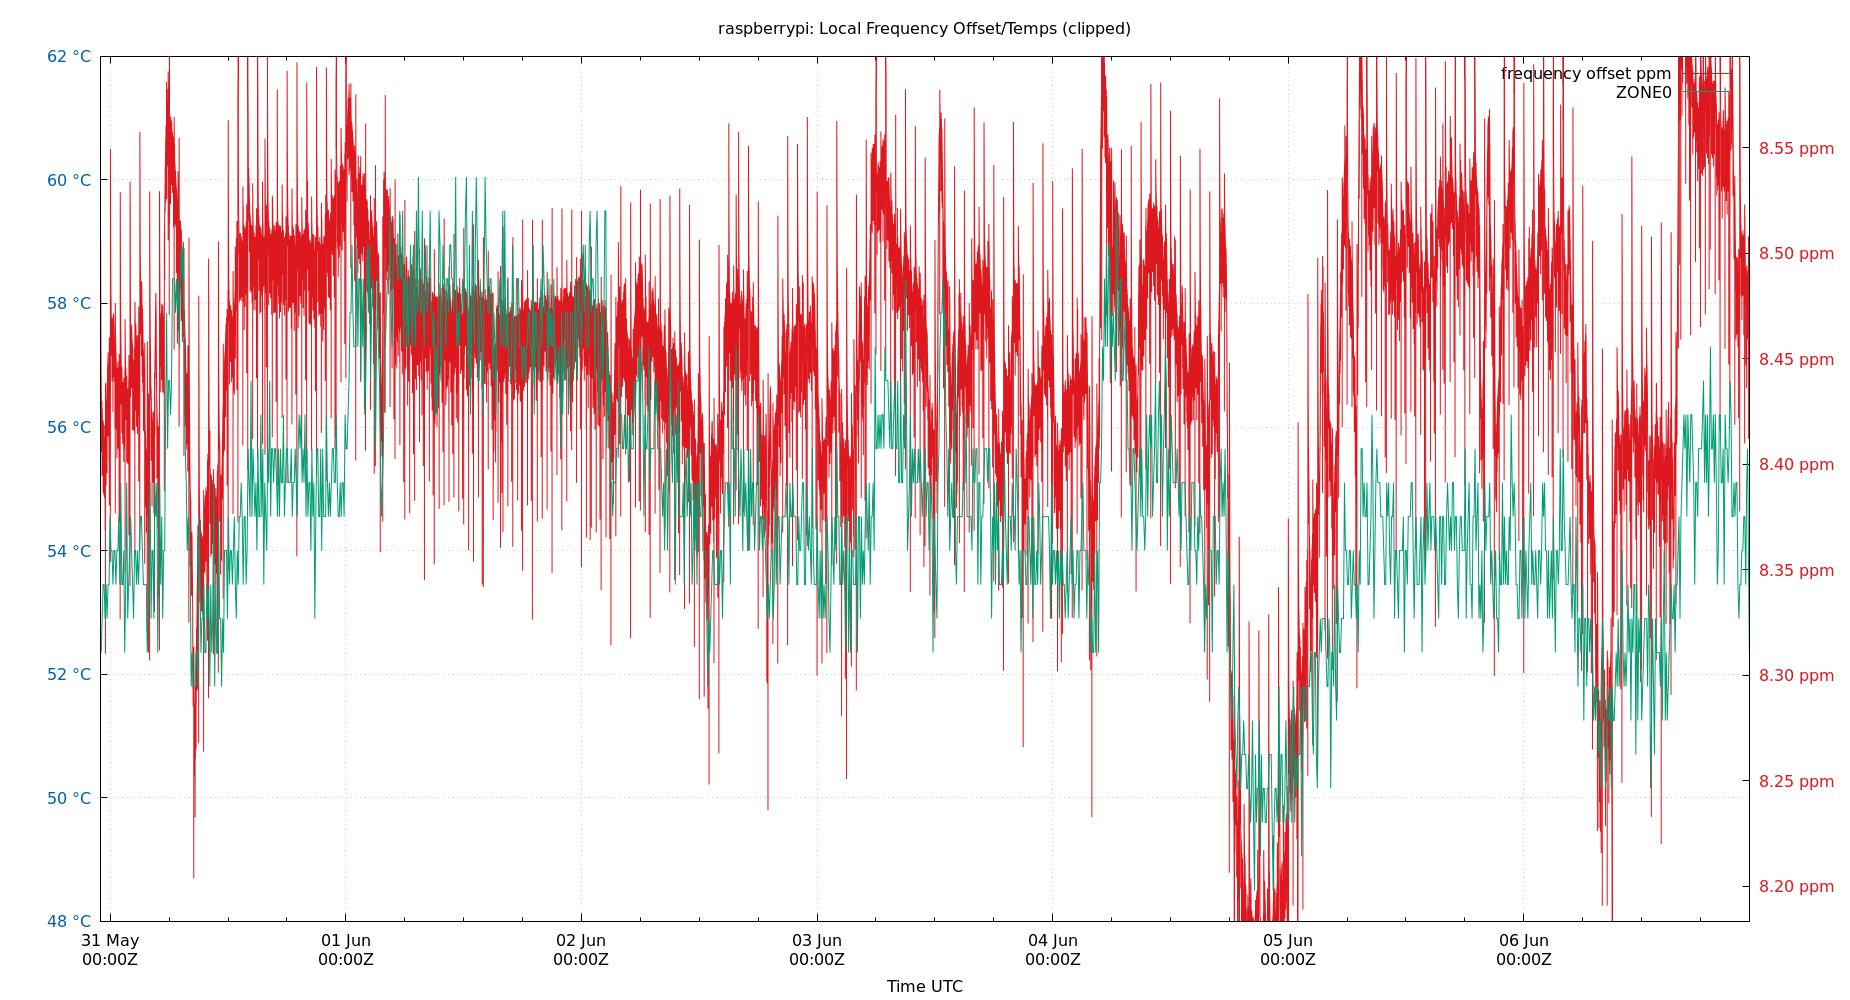 raspberrypi: Local Frequency Offset/Temps (clipped)
frequency offset ppm
ZONE0
62 °C
60 °C
58 °C
56 °C
54 °C
52 °C
50 °C
48 °C
8.55 ppm
8.50 ppm
8.45 ppm
8.40 ppm
8.35 ppm
8.30 ppm
8.25 ppm
8.20 ppm
31 May 01 Jun 02 Jun 03 Jun 04 Jun 05 Jun 06 Jun
00:00Z 00:00Z 00:00Z 00:00Z 00:00Z 00:00Z 00:00Z
Time UTC